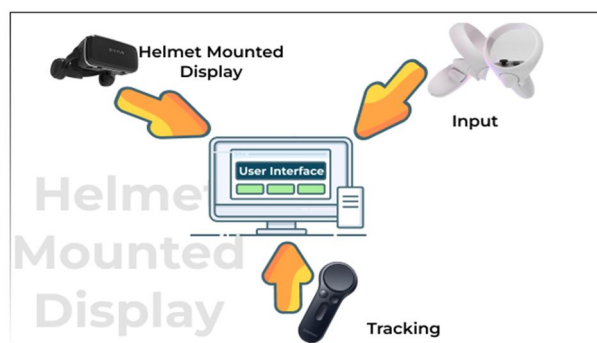 Helmet Mounted
Display
Input
User Interface
Helmet
Mounted
Display
Tracking